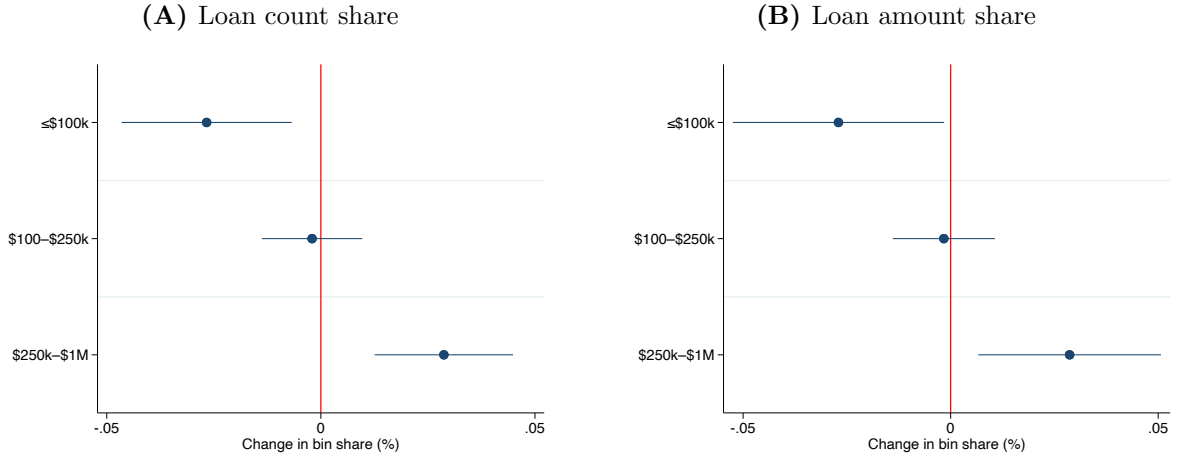 (A) Loan count share
≤$100k
$100–$250k
$250k–$1M
-.05 0 .05
Change in bin share (%)
(B) Loan amount share
≤$100k
$100–$250k
$250k–$1M
-.05 0 .05
Change in bin share (%)